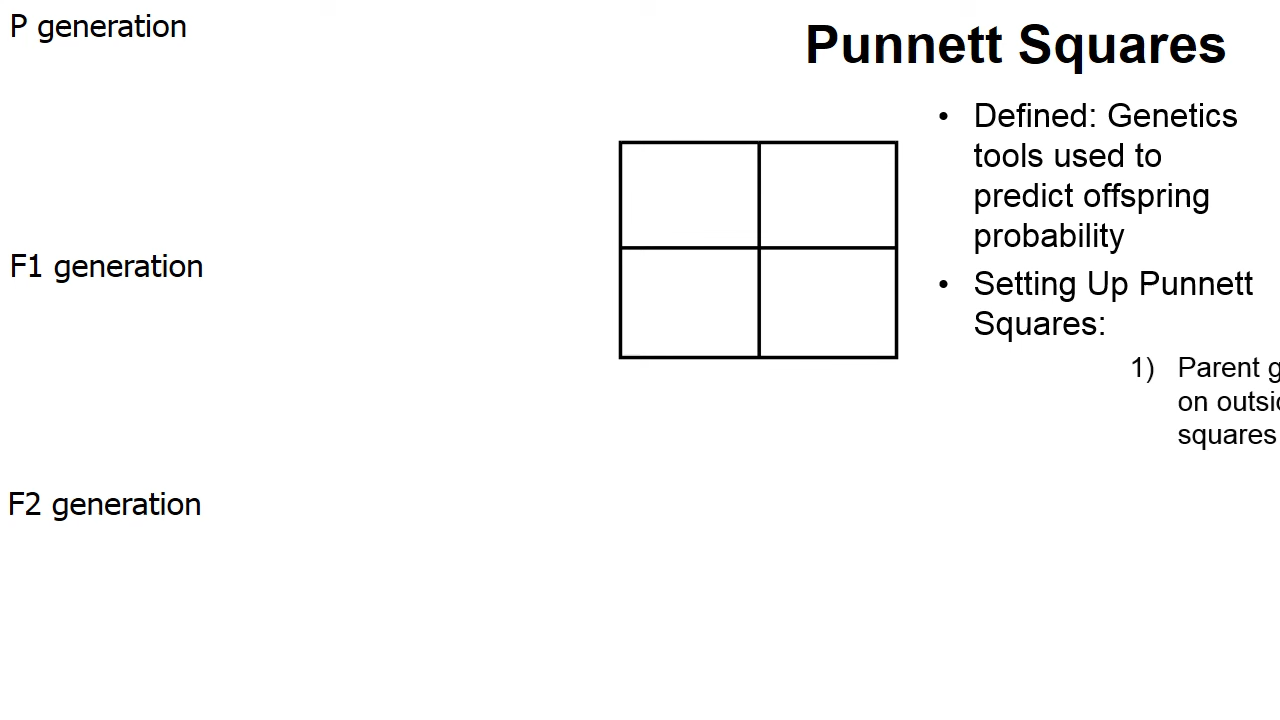 P generation
F1 generation
F2 generation
Punnett Squares
• Defined: Genetics
tools used to
predict offspring
probability
• Setting Up Punnett
Squares:
1) Parent
on
squares